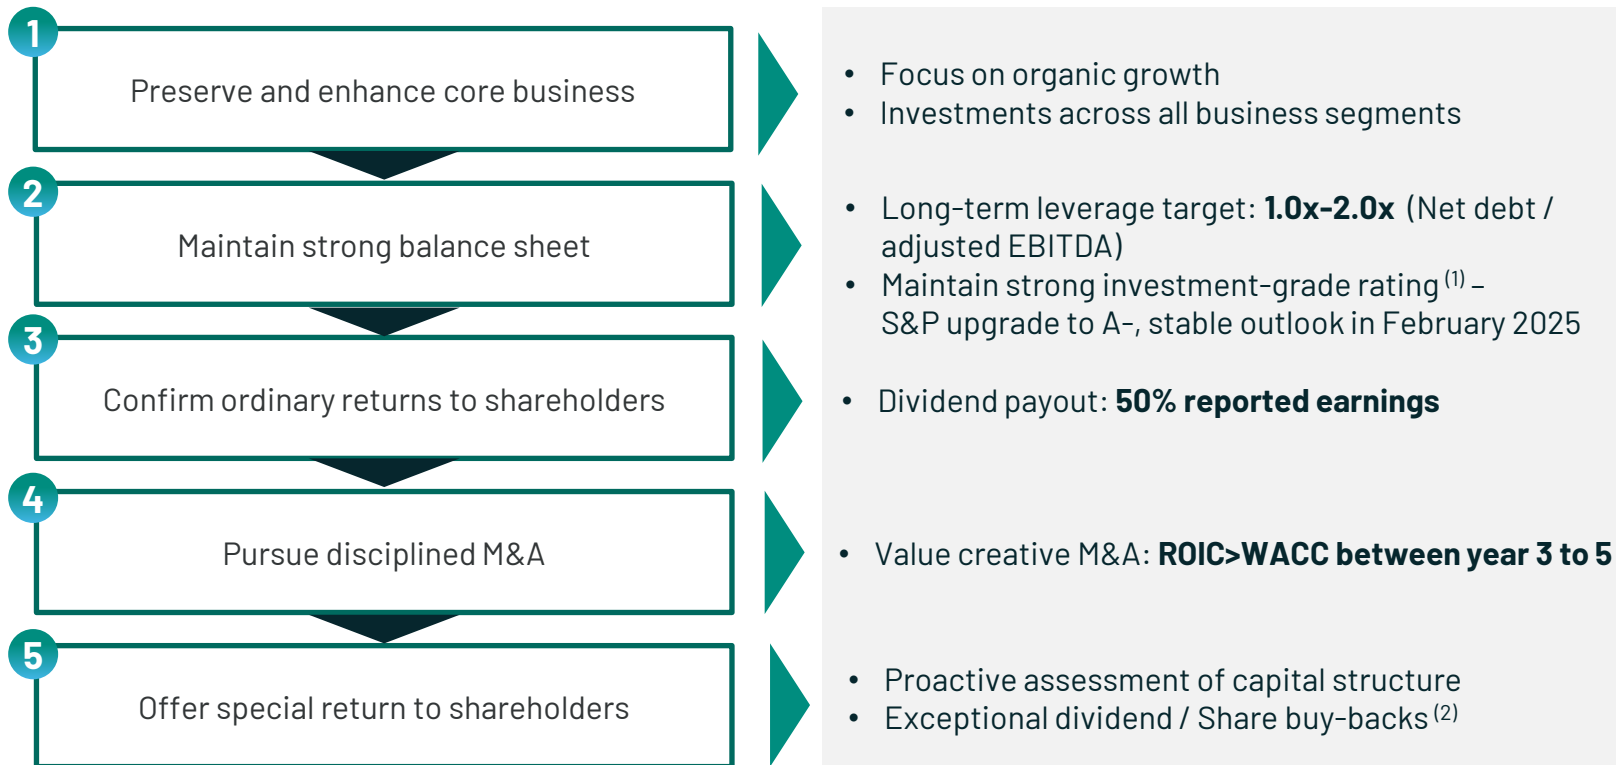 1
Preserve and enhance core business
• Focus on organic growth
• Investments across all business segments
2
Maintain strong balance sheet
• Long-term leverage target: 1.0x-2.0x (Net debt /
adjusted EBITDA)
• Maintain strong investment-grade rating (1) –
S&P upgrade to A-, stable outlook in February 2025
3
Confirm ordinary returns to shareholders
• Dividend payout: 50% reported earnings
4
Pursue disciplined M&A
• Value creative M&A: ROIC>WACC between year 3 to 5
5
Offer special return to shareholders
• Proactive assessment of capital structure
• Exceptional dividend / Share buy-backs (2)